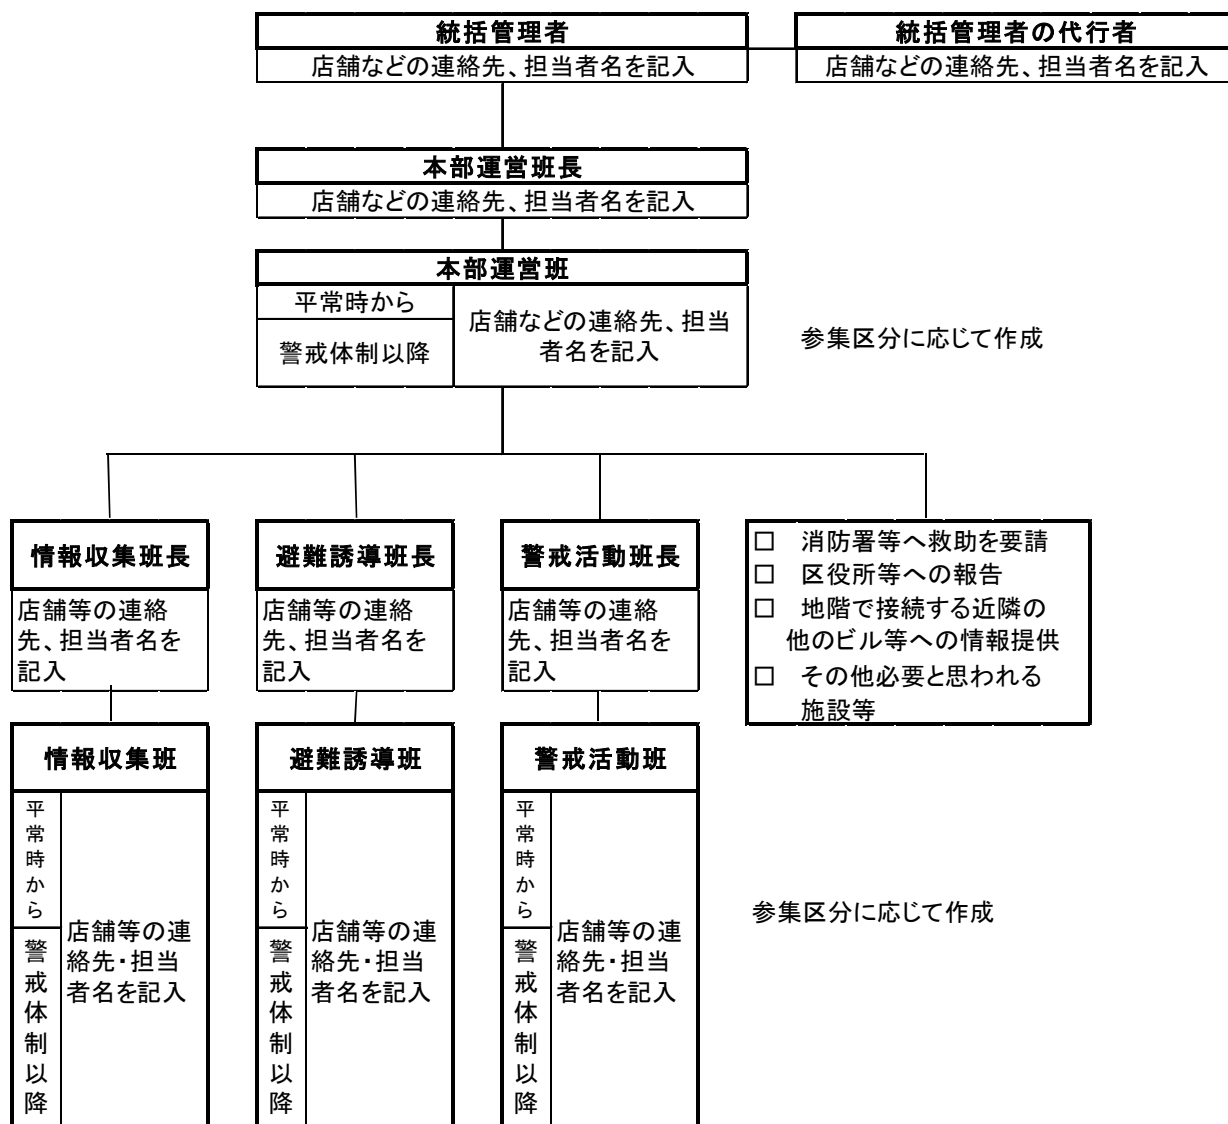 統括管理者
統括管理者の代行者
店舗などの連絡先、担当者名を記入
店舗などの連絡先、担当者名を記入
本部運営班長
店舗などの連絡先、担当者名を記入
本部運営班
平常時から
警戒体制以降
店舗などの連絡先、担当
者名を記入
参集区分に応じて作成
情報収集班長
店舗等の連絡
先、担当者名を
記入
避難誘導班長
店舗等の連絡
先、担当者名を
記入
警戒活動班長
店舗等の連絡
先、担当者名を
記入
□ 消防署等へ救助を要請
□ 区役所等への報告
□ 地階で接続する近隣の
他のビル等への情報提供
□ その他必要と思われる
施設等
情報収集班
平常時から
警戒体制以降
店舗等の連
絡先・担当
者名を記入
避難誘導班
平常時から
警戒体制以降
店舗等の連
絡先・担当
者名を記入
警戒活動班
平常時から
警戒体制以降
店舗等の連
絡先・担当
者名を記入
参集区分に応じて作成